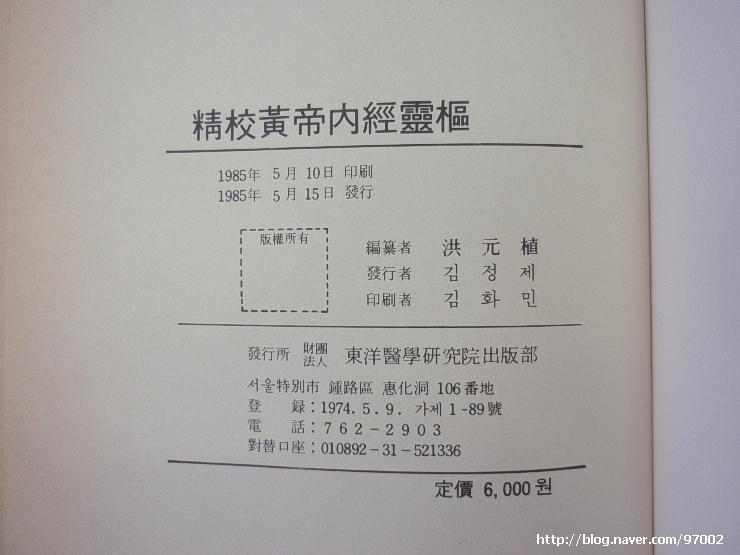 精校黃帝內經靈樞
1985年 5月 10日 印刷
1985年 5月 15日 發行
版權所有
編纂者 洪元植
發行者 김정제
印刷者 김화민
發行所 財團法人 東洋醫學硏究院出版部
서울特別市 鍾路區 惠化洞 106番地
登 錄：1974. 5. 9. 가제 1-89號
電 話：762-2903
對替口座：010892-31-521336
定價 6,000원
http://blog.naver.com/97002